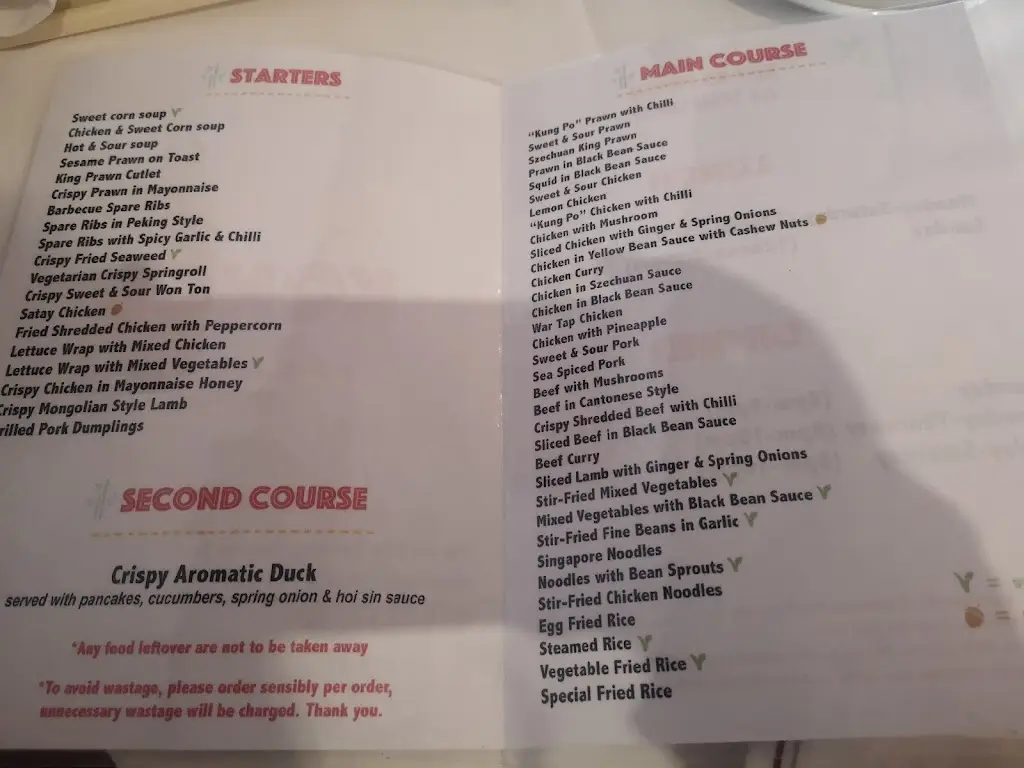 STARTERS
Sweet corn soup
Chicken & Sweet Corn soup
Hot & Sour soup
Sesame Prawn on Toast
King Prawn Cutlet
Crispy Prawn in Mayonnaise
Barbecue Spare Ribs
Spare Ribs in Peking Style
Spare Ribs with Spicy Garlic & Chilli
Crispy Fried Seaweed
Vegetarian Crispy Springroll
Crispy Sweet & Sour Won Ton
Satay Chicken
Fried Shredded Chicken with Peppercorn
Lettuce Wrap with Mixed Chicken
Lettuce Wrap with Mixed Vegetables
Crispy Chicken in Mayonnaise Honey
Crispy Mongolian Style Lamb
rilled Pork Dumplings
SECOND COURSE
Crispy Aromatic Duck
served with pancakes, cucumbers, spring onion & hoi sin sauce
*Any food leftover are not to be taken away
*To avoid wastage, please order sensibly per order,
unnecessary wastage will be charged. Thank you.
MAIN COURSE
"Kung Po" Prawn with Chilli
Sweet & Sour Prawn
Szechuan King Prawn
Prawn in Black Bean Sauce
Squid in Black Bean Sauce
Sweet & Sour Chicken
Lemon Chicken
"Kung Po" Chicken with Chilli
Chicken with Mushroom
Sliced Chicken with Ginger & Spring Onions
Chicken in Yellow Bean Sauce with Cashew Nuts
Chicken Curry
Chicken in Szechuan Sauce
Chicken in Black Bean Sauce
War Tap Chicken
Chicken with Pineapple
Sweet & Sour Pork
Sea Spiced Pork
Beef with Mushrooms
Beef in Cantonese Style
Crispy Shredded Beef with Chilli
Sliced Beef in Black Bean Sauce
Beef Curry
Sliced Lamb with Ginger & Spring Onions
Stir-Fried Mixed Vegetables
Mixed Vegetables with Black Bean Sauce
Stir-Fried Fine Beans in Garlic
Singapore Noodles
Noodles with Bean Sprouts
Stir-Fried Chicken Noodles
Egg Fried Rice
Steamed Rice
Vegetable Fried Rice
Special Fried Rice
=
=